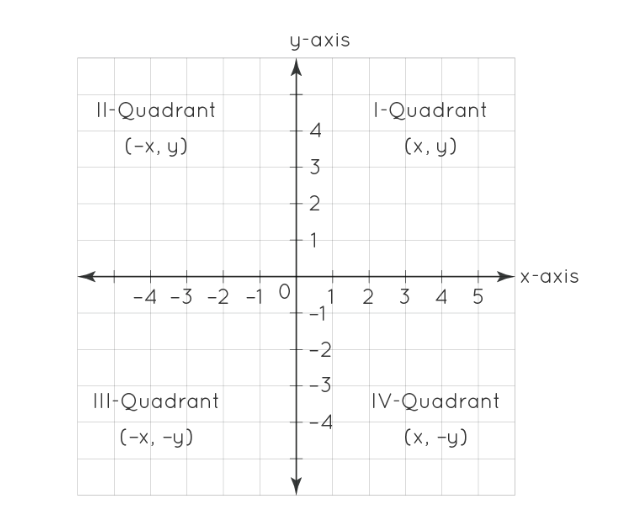 y-axis
II-Quadrant
I-Quadrant
(-x, y)
(x, y)
4
3
2
1
x-axis
-4 -3 -2 -1 0 1 2 3 4 5
-1
-2
-3
-4
III-Quadrant
IV-Quadrant
(-x, -y)
(x, -y)